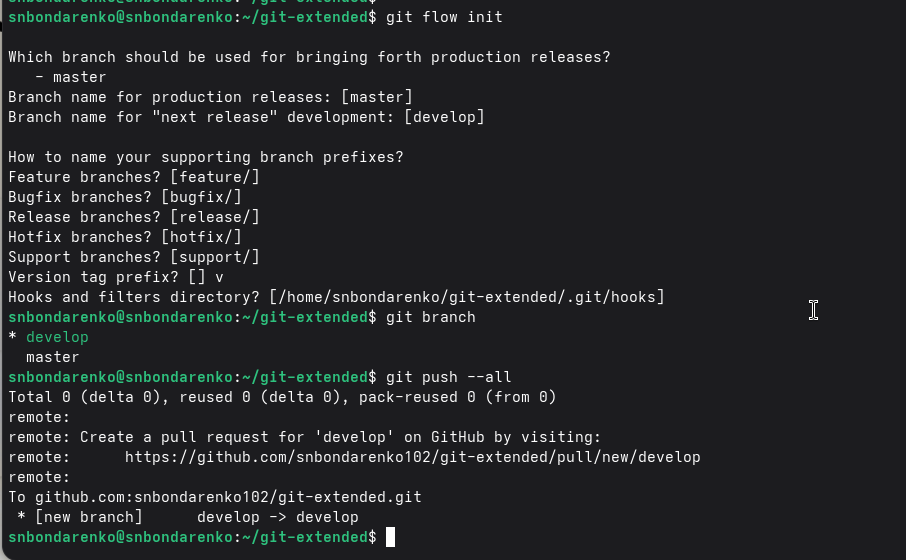 snbondarenko@snbondarenko:~/git-extended$ git flow init

Which branch should be used for bringing forth production releases?
   - master
Branch name for production releases: [master]
Branch name for "next release" development: [develop]

How to name your supporting branch prefixes?
Feature branches? [feature/]
Bugfix branches? [bugfix/]
Release branches? [release/]
Hotfix branches? [hotfix/]
Support branches? [support/]
Version tag prefix? [] v
Hooks and filters directory? [/home/snbondarenko/git-extended/.git/hooks]
snbondarenko@snbondarenko:~/git-extended$ git branch
* develop
  master
snbondarenko@snbondarenko:~/git-extended$ git push --all
Total 0 (delta 0), reused 0 (delta 0), pack-reused 0 (from 0)
remote:
remote: Create a pull request for 'develop' on GitHub by visiting:
remote:      https://github.com/snbondarenko102/git-extended/pull/new/develop
remote:
To github.com:snbondarenko102/git-extended.git
 * [new branch]      develop -> develop
snbondarenko@snbondarenko:~/git-extended$